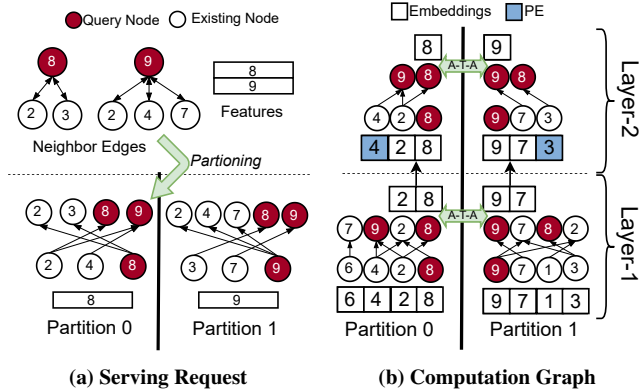 Query Node Existing Node
8 9
2 3 2 4 7
8
9
Features
Neighbor Edges
Partioning
2 3 8 9 2 4 7 8 9
2 4 8 3 7 9
8 9
Partition 0 Partition 1
(a) Serving Request
Embeddings PE
8 9
A-T-A
9 8 9 8
4 2 8 9 7 3
4 2 8 9 7 3
Layer-2
2 8 9 7
A-T-A
7 9 2 8 9 7 8 2
6 4 2 8 9 7 1 3
6 4 2 8 9 7 1 3
Layer-1
Partition 0 Partition 1
(b) Computation Graph